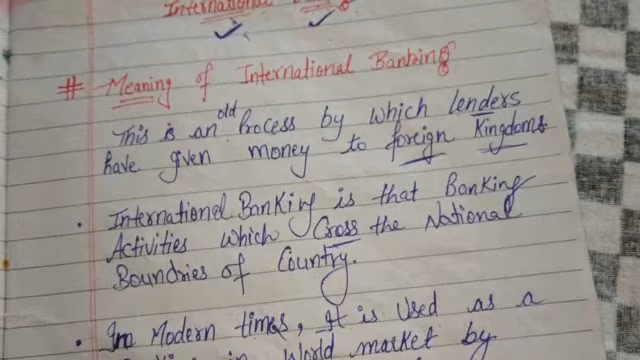 International
# Meaning of International Banking
This is an old Process by which lenders
have given money to foreign Kingdoms
. International Banking is that Banking
Activities which Cross the National
Boundries of Country.
. Im Modern times, It is Used as a
in World market by